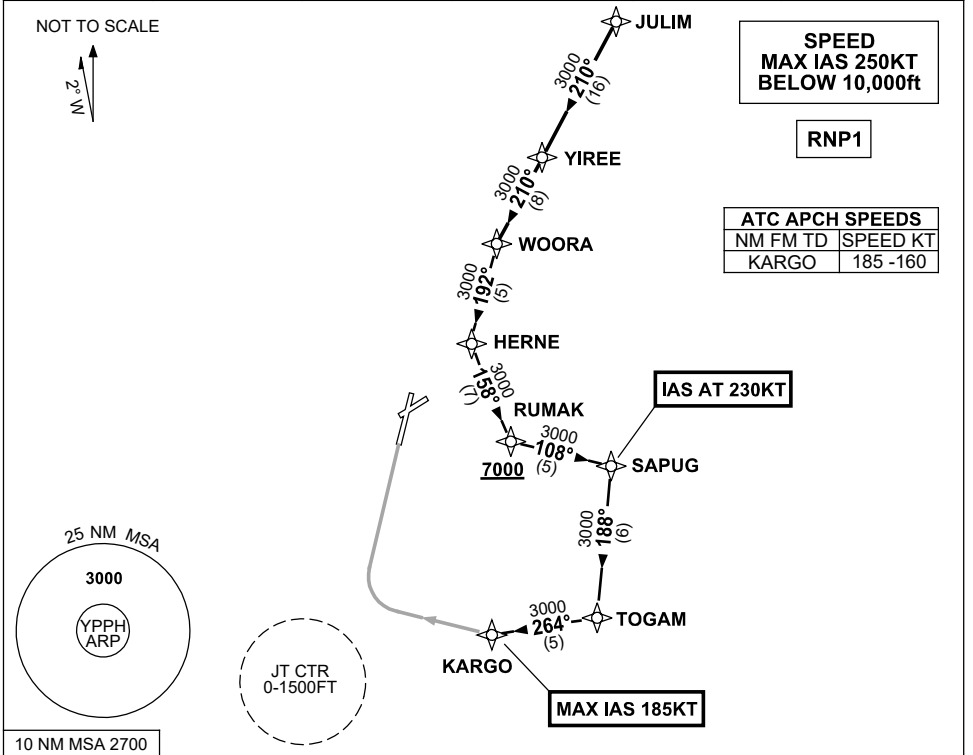 NOT TO SCALE
2° W
JULIM
3000
210°
(16)
SPEED
MAX IAS 250KT
BELOW 10,000ft
RNP1
YIREE
3000
210°
(8)
ATC APCH SPEEDS
NM FM TD SPEED KT
KARGO 185 -160
WOORA
3000
192°
(5)
HERNE
3000
158°
(7)
RUMAK
7000
3000
108°
(5)
IAS AT 230KT
SAPUG
3000
188°
(6)
TOGAM
3000
264°
(5)
KARGO
MAX IAS 185KT
25 NM MSA
3000
YPPH
ARP
JT CTR
0-1500FT
10 NM MSA 2700